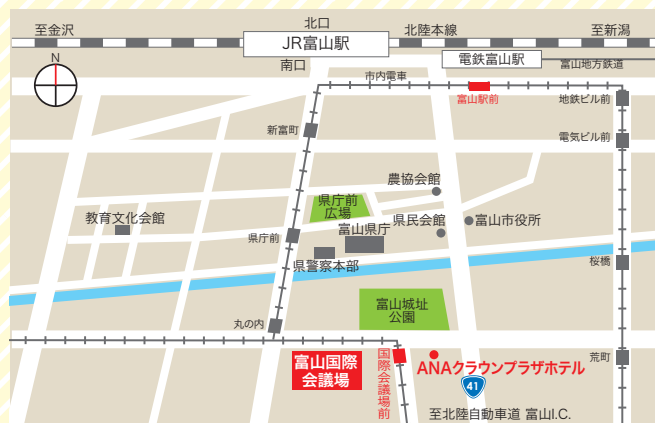 至金沢
北口
北陸本線
至新潟
JR富山駅
電鉄富山駅
富山地方鉄道
N
南口
市内電車
富山駅前
地鉄ビル前
新富町
電気ビル前
農協会館
県庁前
広場
教育文化会館
県民会館
富山市役所
富山県庁
県庁前
県警察本部
桜橋
富山城址
公園
丸の内
富山国際
会議場
国際会議場前
ANAクラウンプラザホテル
荒町
41
至北陸自動車道 富山I.C.